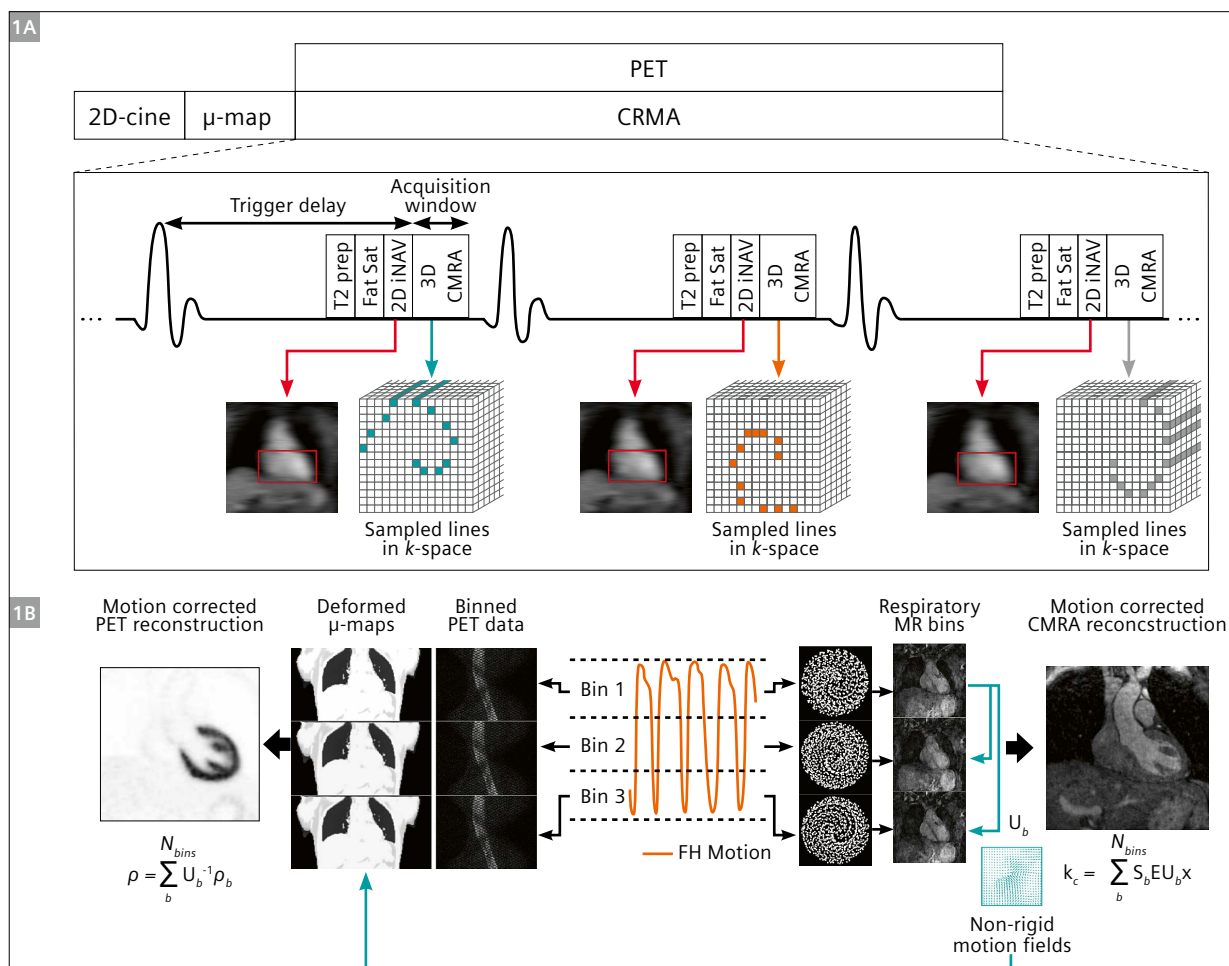 1A
PET
2D-cine
μ-map
CRMA
Trigger delay
Acquisition
window
T2 prep
Fat Sat
2D iNAV
3D
CMRA
T2 prep
Fat Sat
2D iNAV
3D
CMRA
T2 prep
Fat Sat
2D iNAV
3D
CMRA
...
...
Sampled lines
in k-space
Sampled lines
in k-space
Sampled lines
in k-space
1B
Motion corrected
PET reconstruction
Deformed
μ-maps
Binned
PET data
Respiratory
MR bins
Motion corrected
CMRA reconcstruction
Bin 1
Bin 2
Bin 3
FH Motion
U_b
N_bins
ρ = ∑ U_b⁻¹ρ_b
b
N_bins
k_c = ∑ S_bEU_bx
b
Non-rigid
motion fields